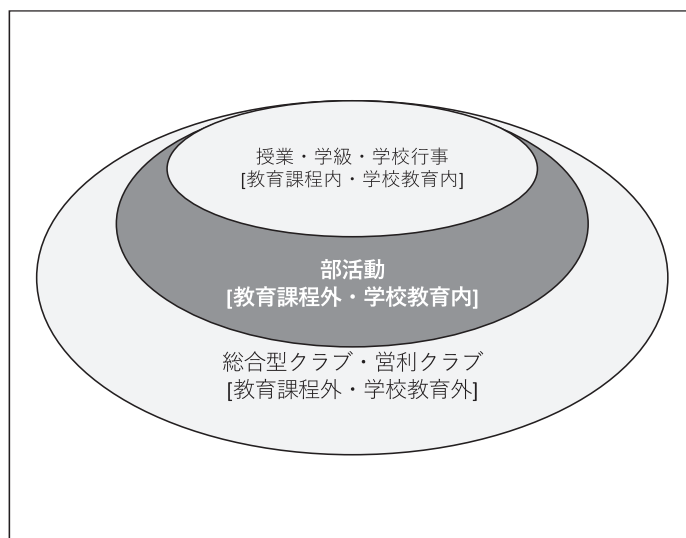 授業・学級・学校行事
[教育課程内・学校教育内]
部活動
[教育課程外・学校教育内]
総合型クラブ・営利クラブ
[教育課程外・学校教育外]